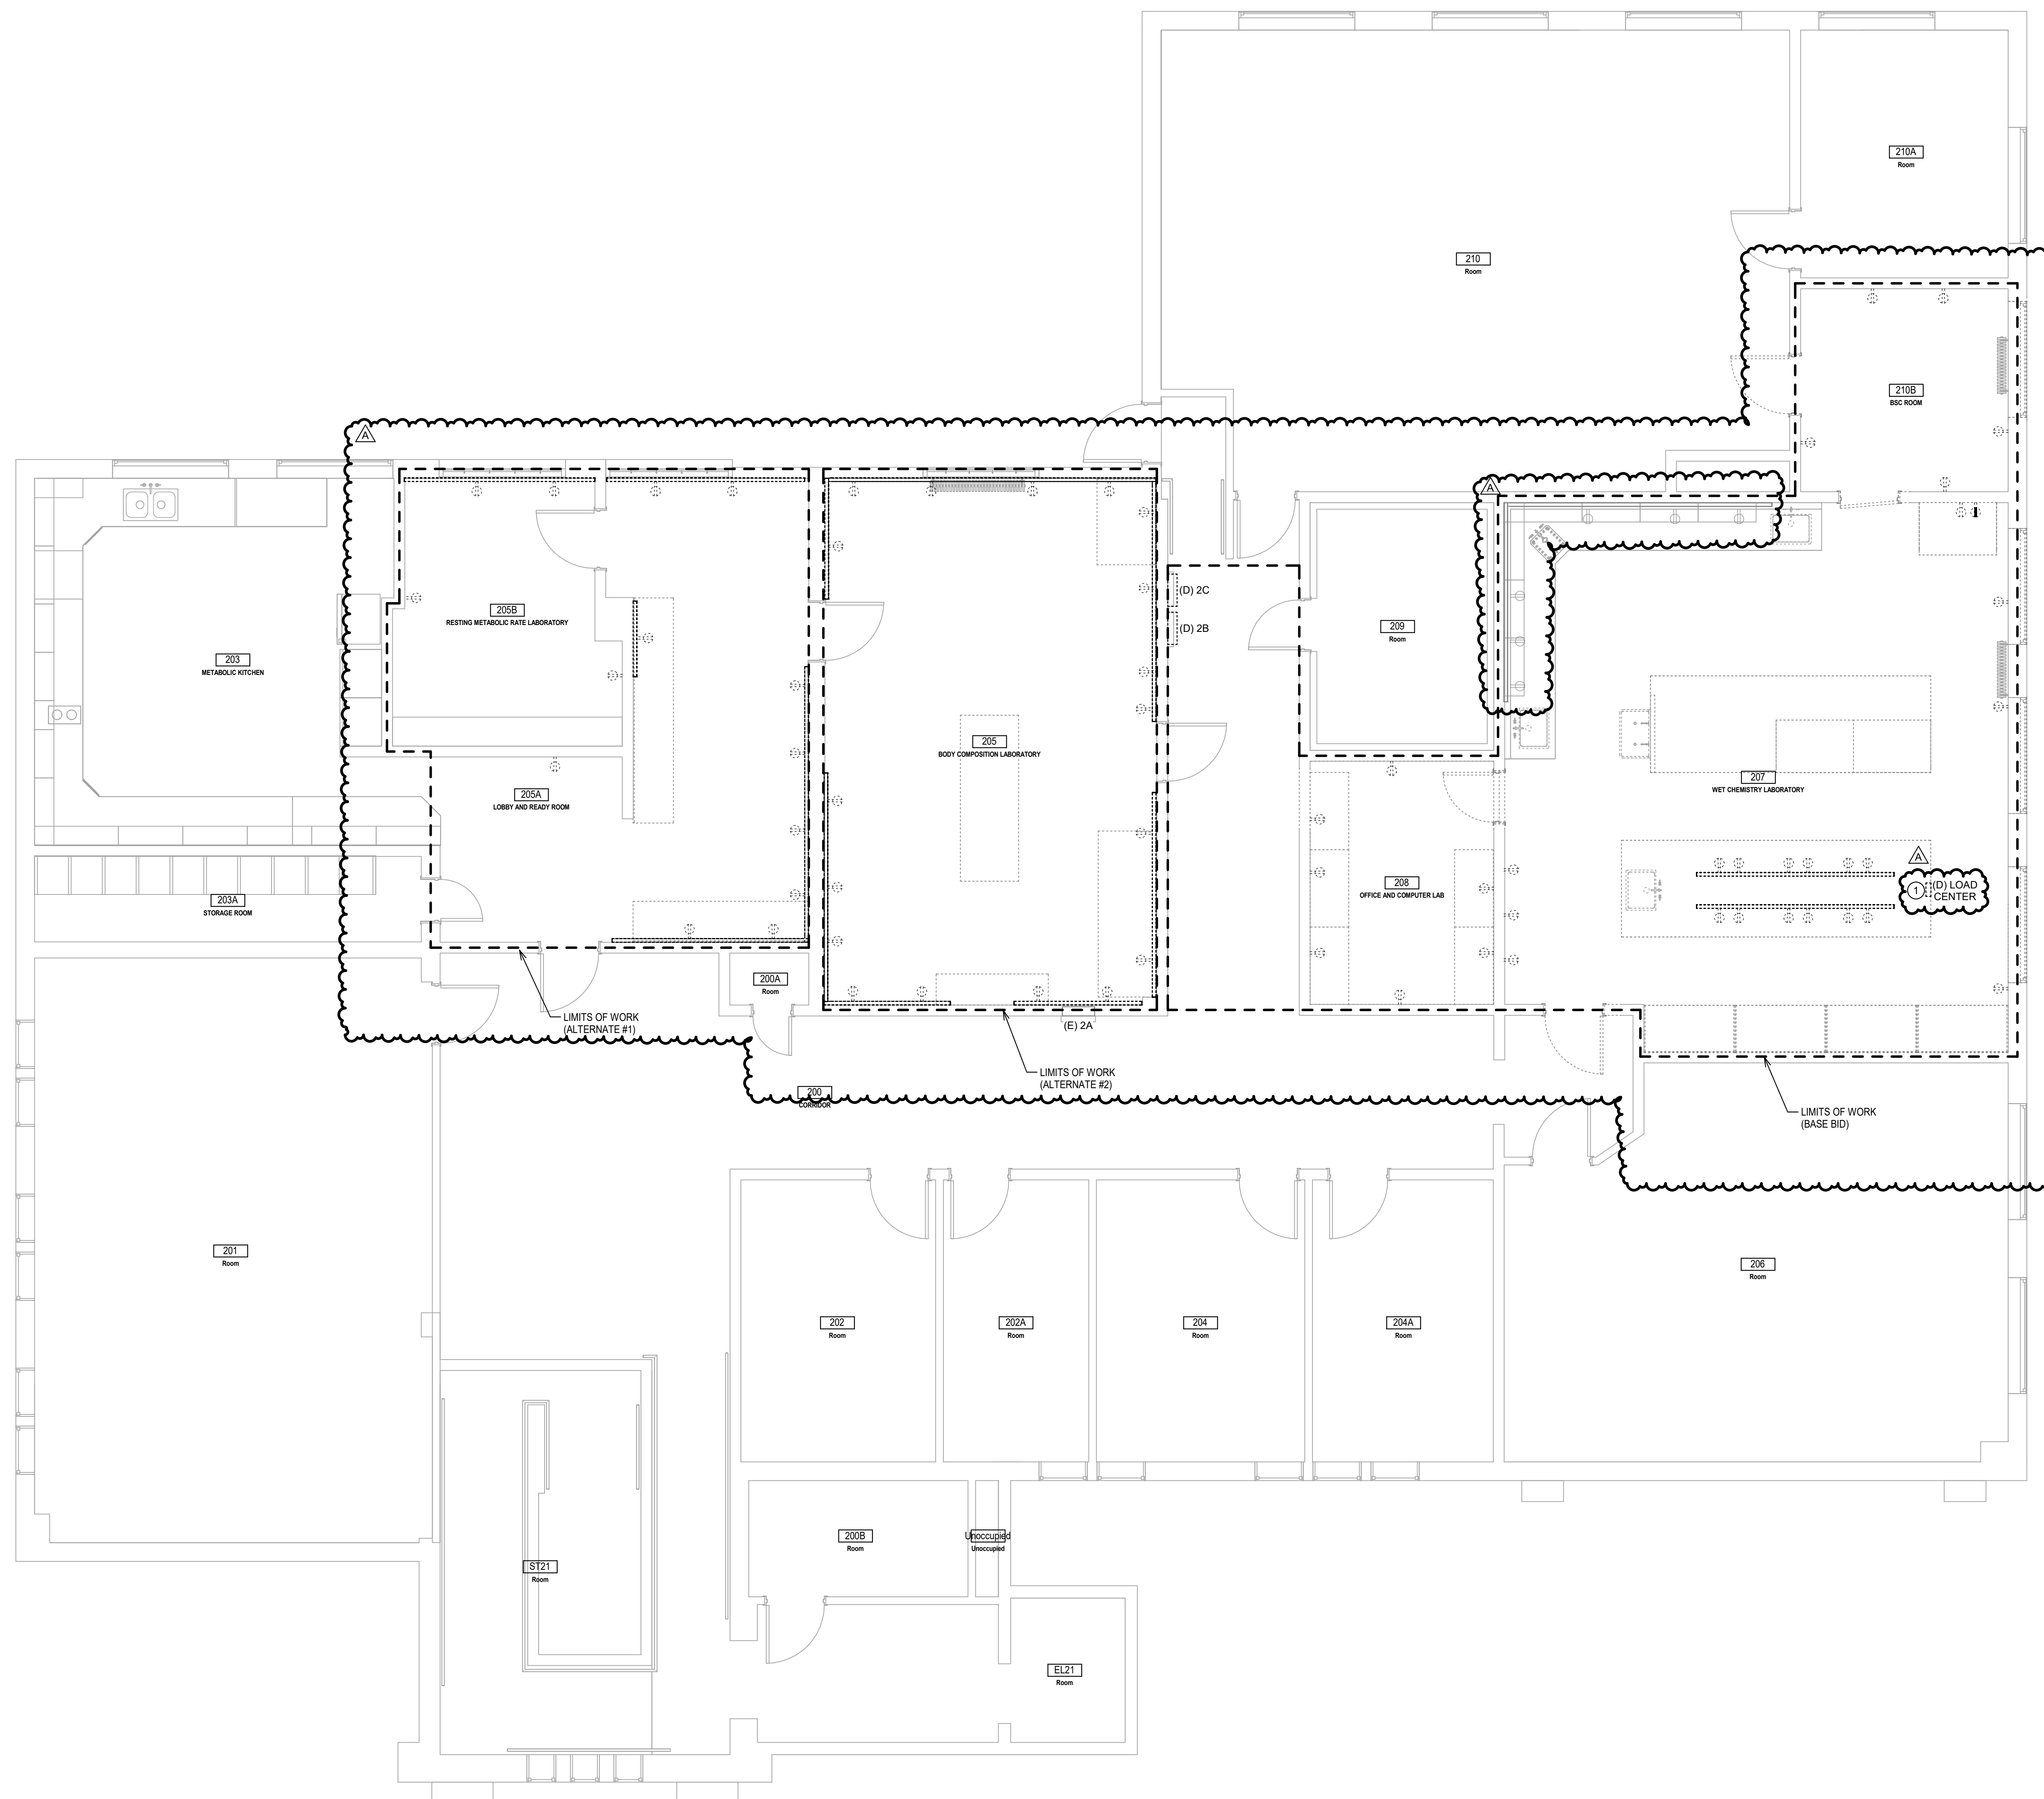 210A
Room
210
Room
210B
BSC ROOM
A
A
(D) 2C
205B
RESTING METABOLIC RATE LABORATORY
209
Room
(D) 2B
203
METABOLIC KITCHEN
205
BODY COMPOSITION LABORATORY
207
WET CHEMISTRY LABORATORY
205A
LOBBY AND READY ROOM
A
208
OFFICE AND COMPUTER LAB
1
(D) LOAD
CENTER
203A
STORAGE ROOM
200A
Room
LIMITS OF WORK
(ALTERNATE #1)
(E) 2A
LIMITS OF WORK
(ALTERNATE #2)
200
CORRIDOR
LIMITS OF WORK
(BASE BID)
201
Room
206
Room
202
Room
202A
Room
204
Room
204A
Room
200B
Room
Unoccupied
Unoccupied
ST21
Room
EL21
Room